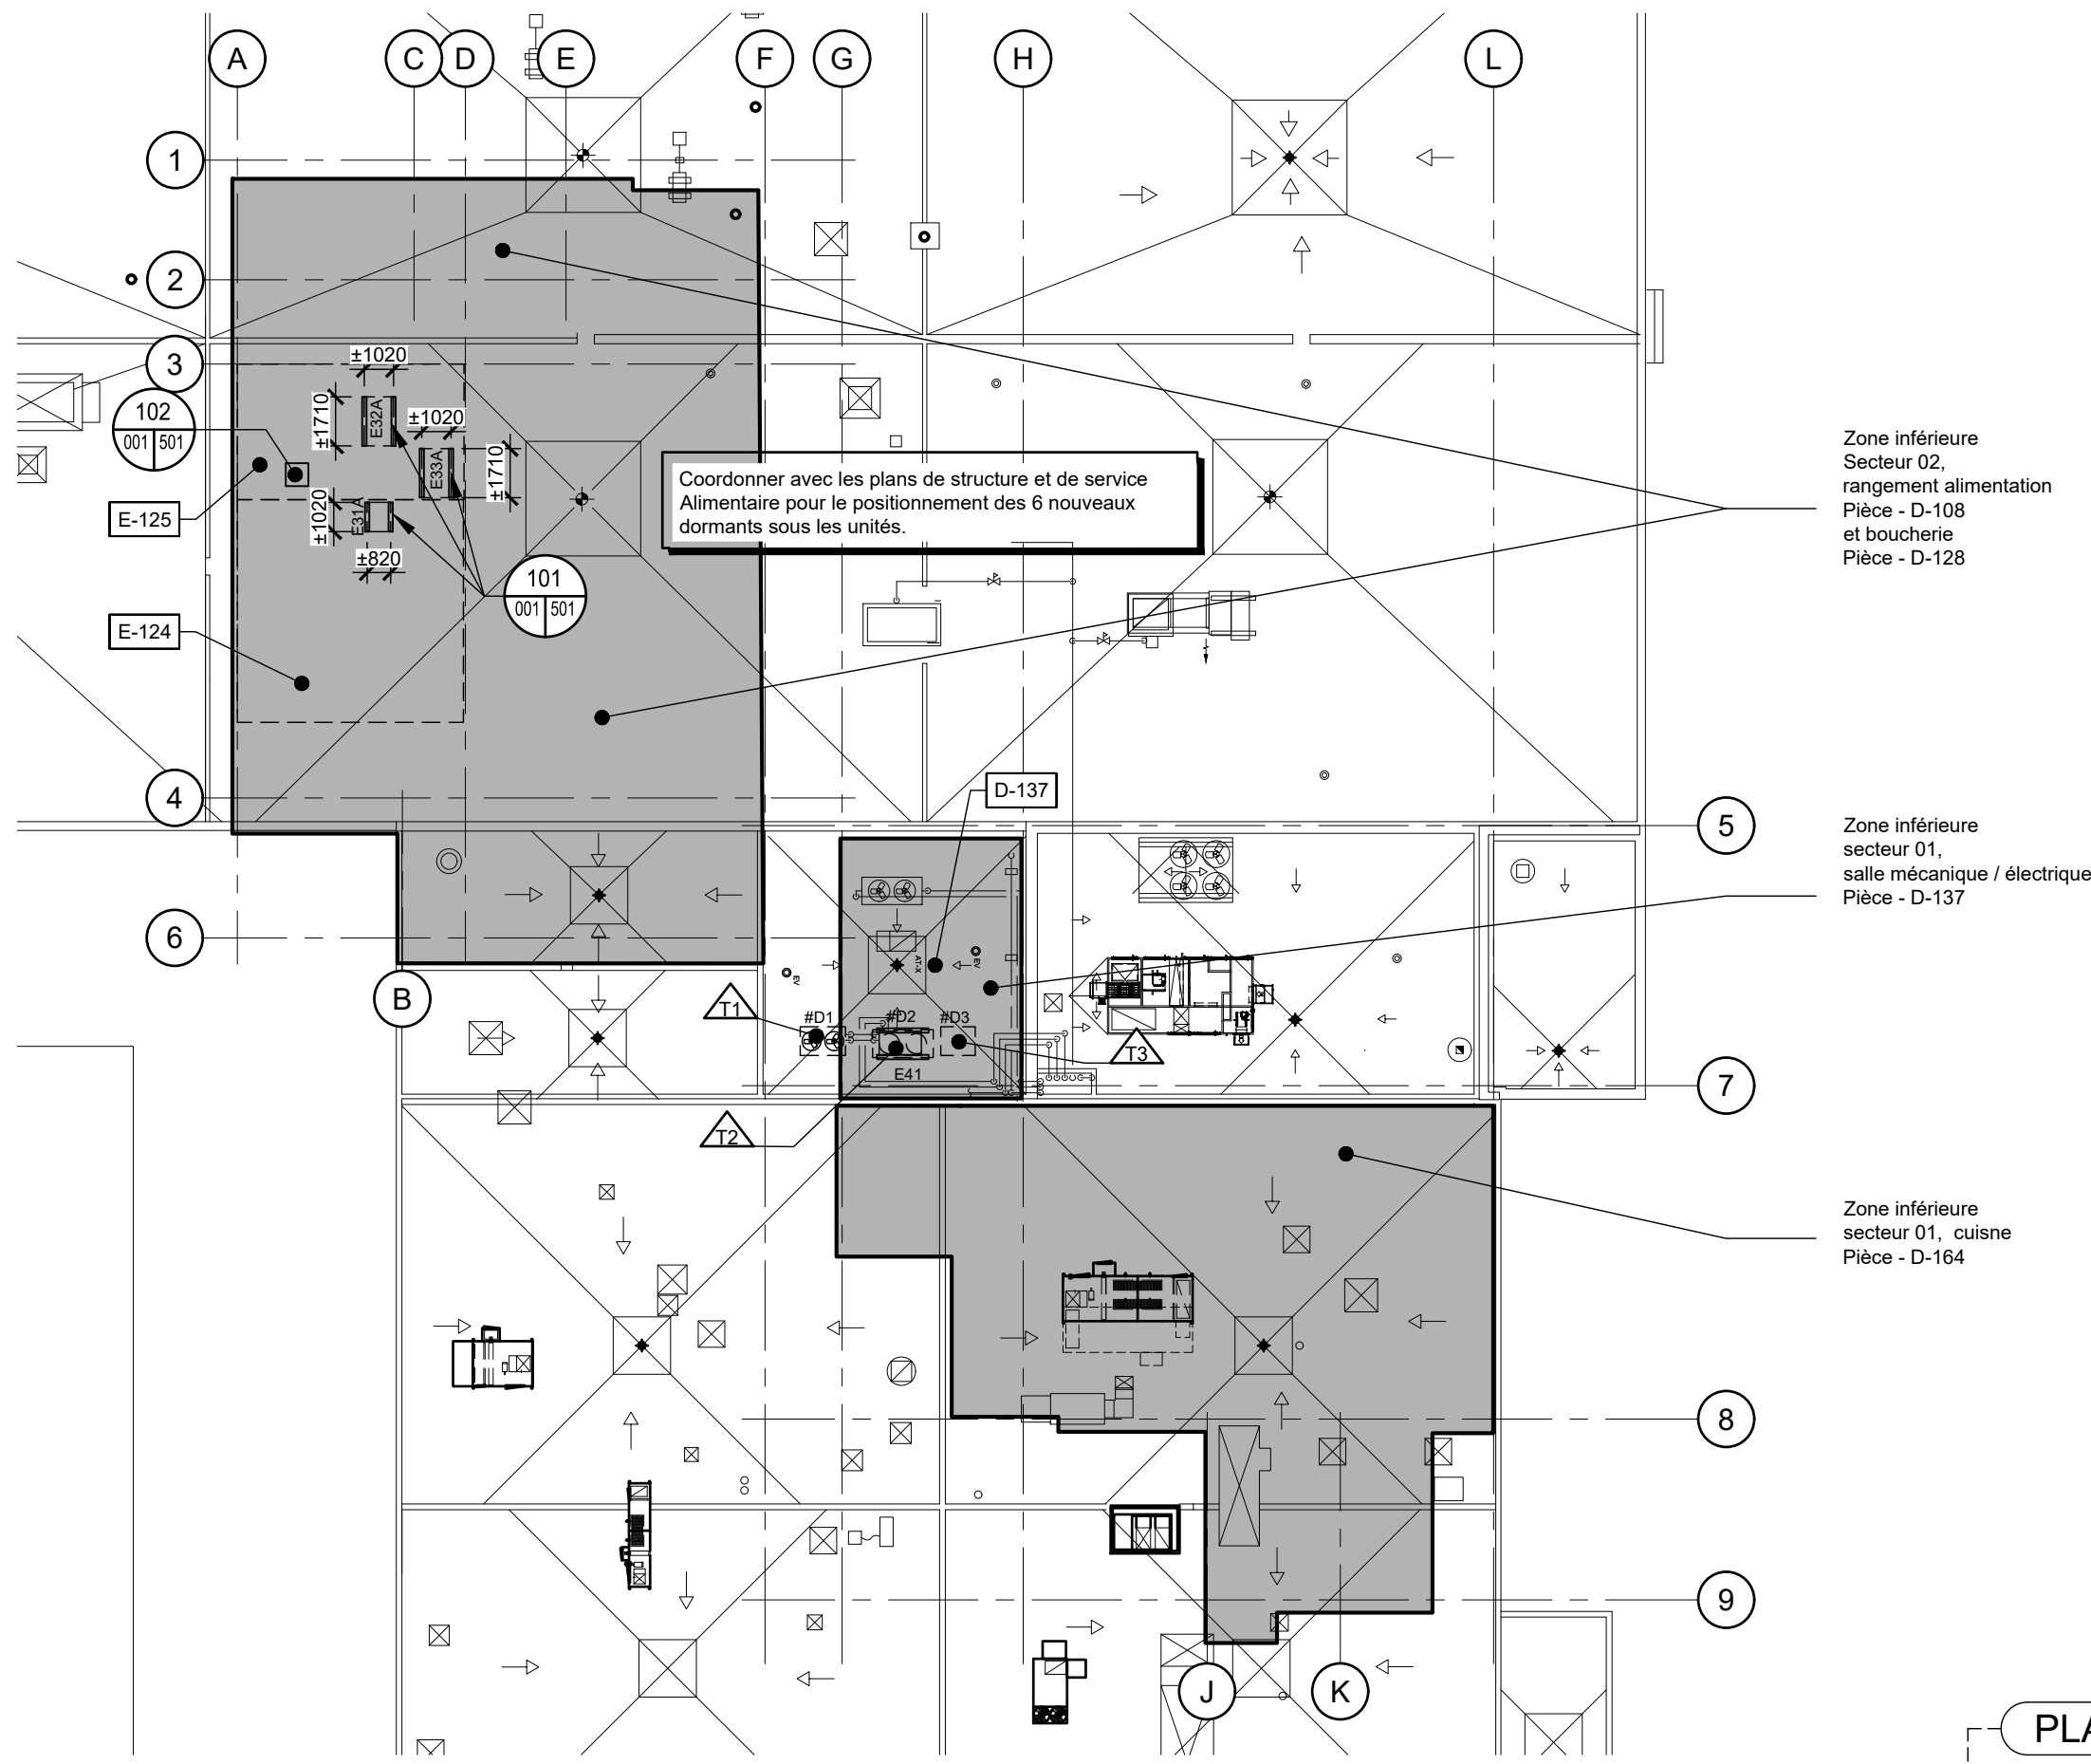 A
C
D
E
F
G
H
L
1
2
3
±1020
102
001
501
±1710
E32A
±1020
E33A
±1710
E-125
±1020
E31A
±820
101
001
501
E-124
Coordonner avec les plans de structure et de service
Alimentaire pour le positionnement des 6 nouveaux
dormants sous les unités.
Zone inférieure
Secteur 02,
rangement alimentation
Pièce - D-108
et boucherie
Pièce - D-128
4
D-137
5
Zone inférieure
secteur 01,
salle mécanique / électrique
Pièce - D-137
6
B
AT-X
EV
EV
T1
#D1
#D2
#D3
T3
E41
7
T2
Zone inférieure
secteur 01,  cuisne
Pièce - D-164
8
9
J
K
PLA